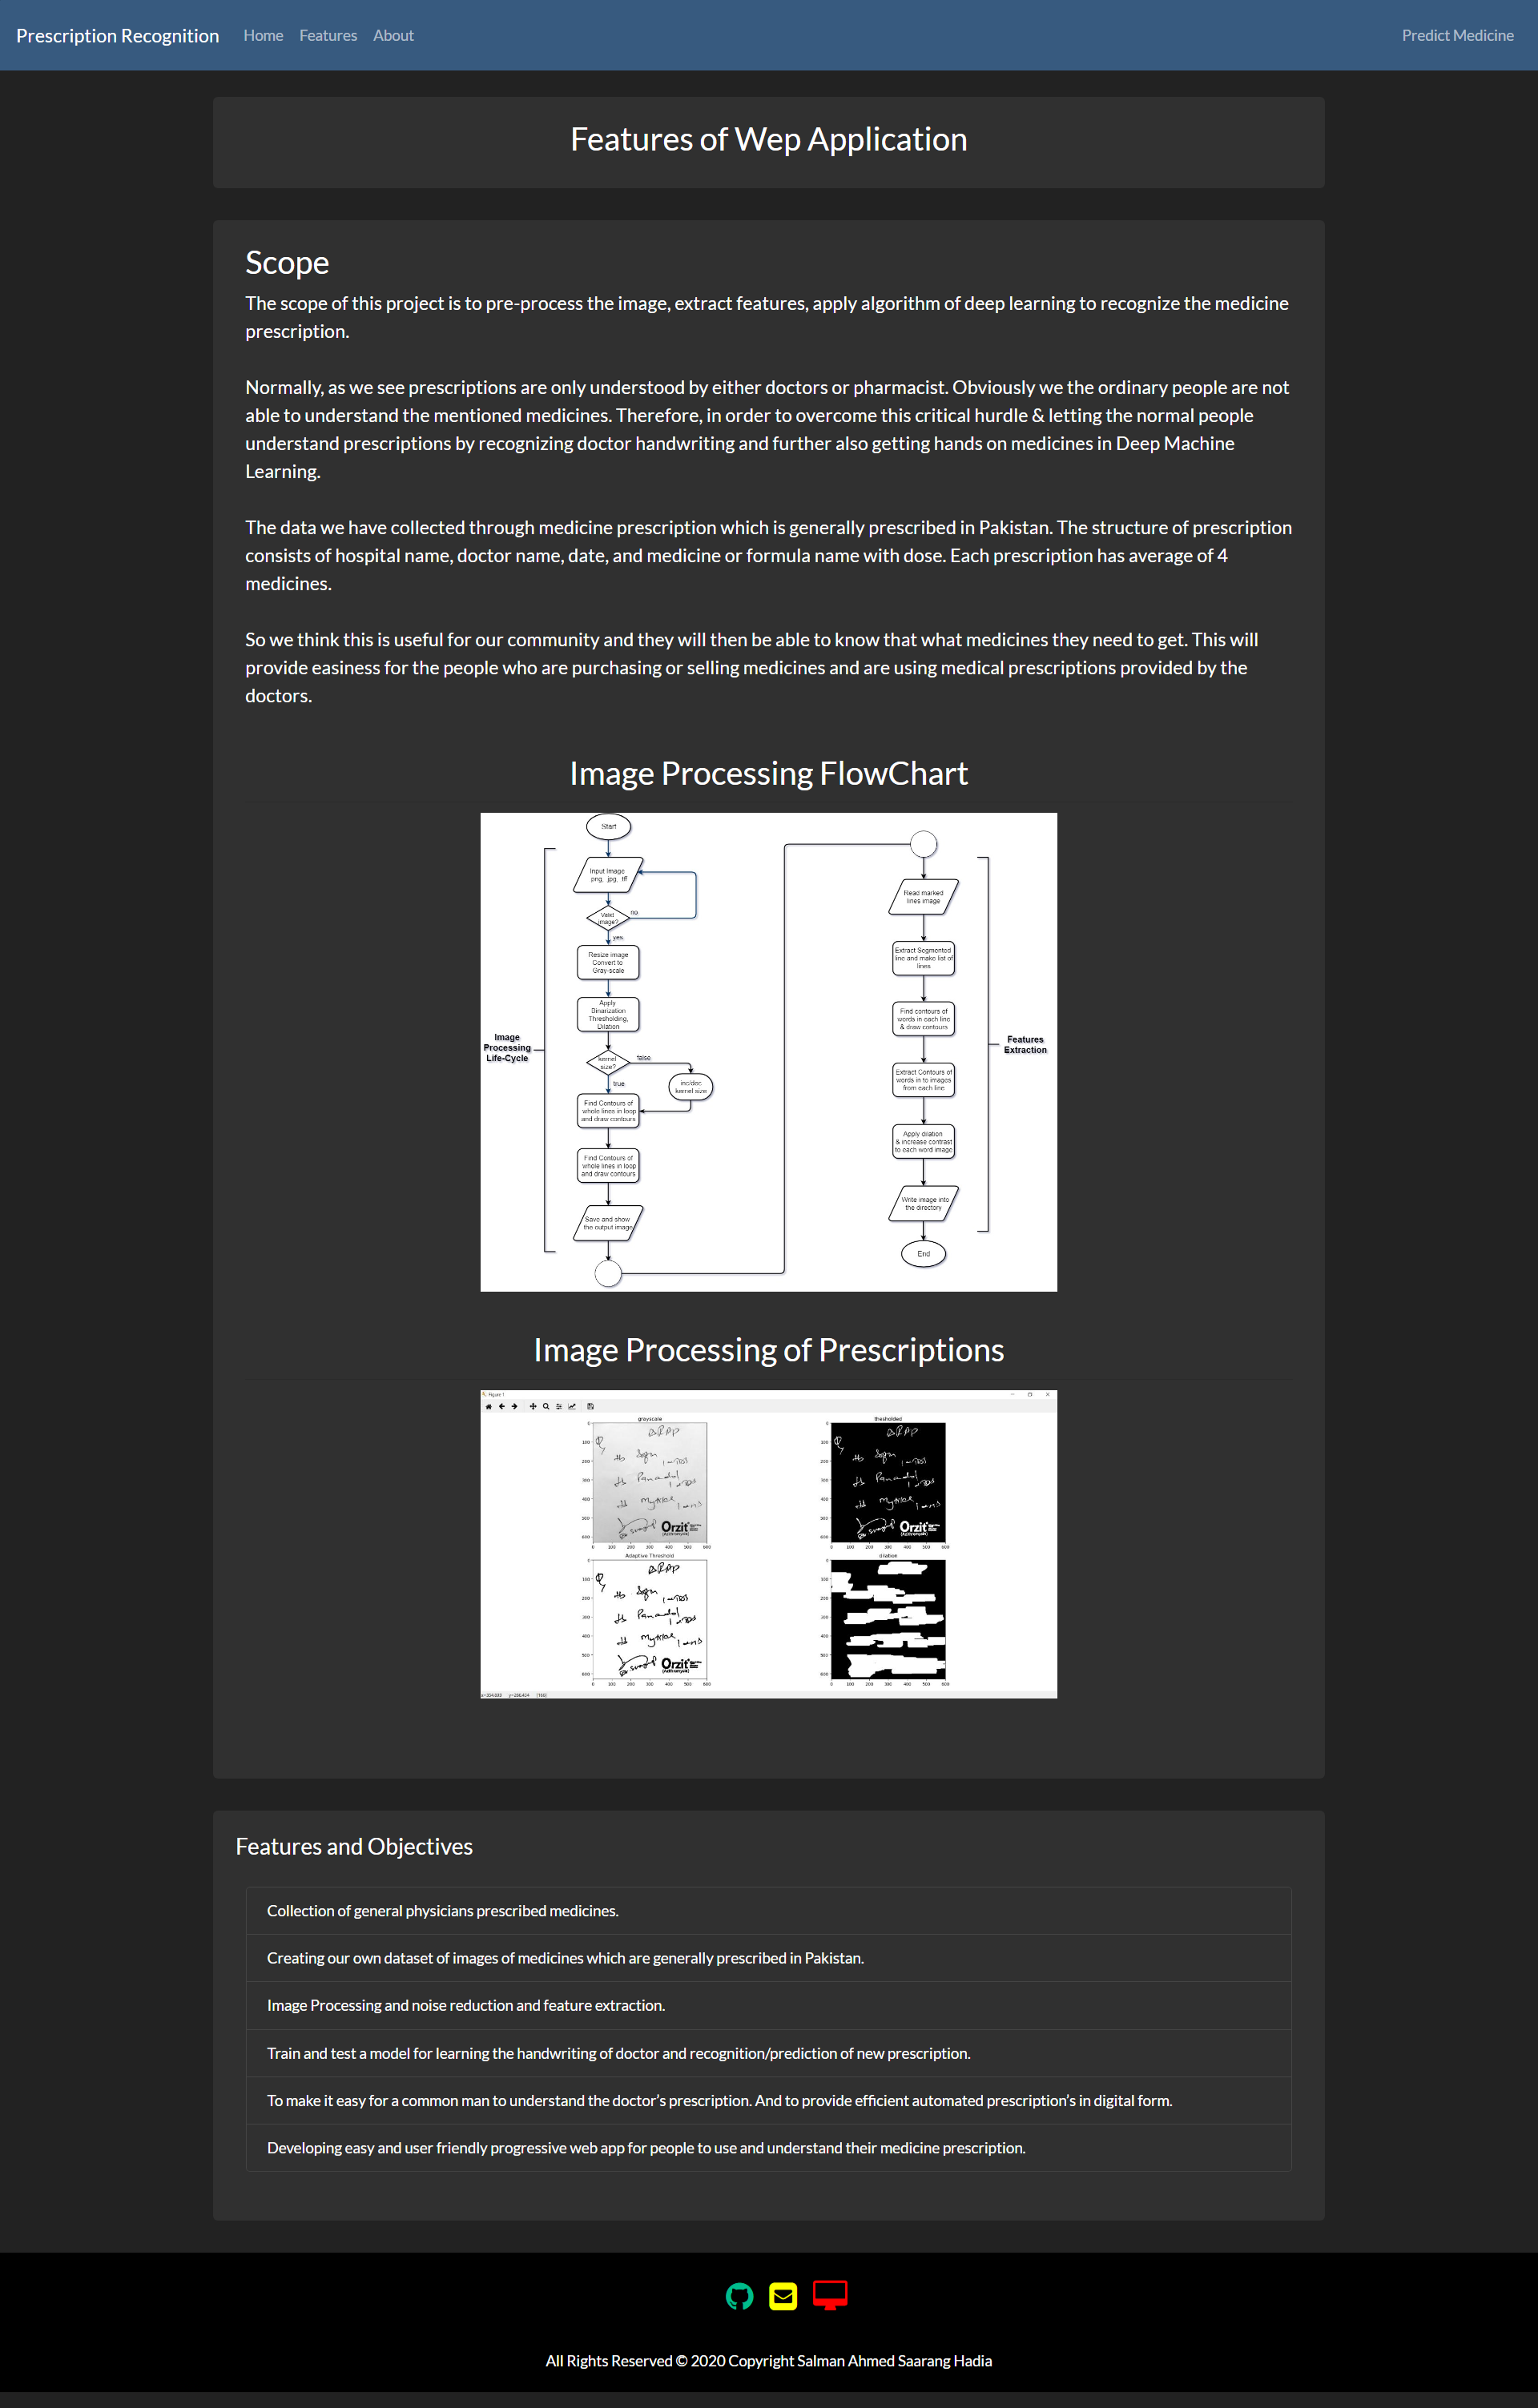 Prescription Recognition Home Features About Predict Medicine
Features of Wep Application
Scope
The scope of this project is to pre-process the image, extract features, apply algorithm of deep learning to recognize the medicine
prescription.
Normally, as we see prescriptions are only understood by either doctors or pharmacist. Obviously we the ordinary people are not
able to understand the mentioned medicines. Therefore, in order to overcome this critical hurdle & letting the normal people
understand prescriptions by recognizing doctor handwriting and further also getting hands on medicines in Deep Machine
Learning.
The data we have collected through medicine prescription which is generally prescribed in Pakistan. The structure of prescription
consists of hospital name, doctor name, date, and medicine or formula name with dose. Each prescription has average of 4
medicines.
So we think this is useful for our community and they will then be able to know that what medicines they need to get. This will
provide easiness for the people who are purchasing or selling medicines and are using medical prescriptions provided by the
doctors.
Image Processing FlowChart
Start
Input Image
png, jpg, tff
Valid
image?
no
yes
Resize image
Convert to
Gray-scale
Apply
Binarization
Thresholding,
Dilation
kernel
size?
false
true
inc/dec
kernel size
Find Contours of
whole lines in loop
and draw contours
Find Contours of
whole lines in loop
and draw contours
Save and show
the output image
Image
Processing
Life-Cycle
Read marked
lines image
Extract Segmented
line and make list of
lines
Find contours of
words in each line
& draw contours
Extract Contours of
words in to images
from each line
Apply dilation
& increase contrast
to each word image
Write image into
the directory
End
Features
Extraction
Image Processing of Prescriptions
Figure 1
grayscale
thesholded
Panadol
Orzit
Panadol
Orzit
Adaptive Threshold
dilation
Panadol
Orzit
Features and Objectives
Collection of general physicians prescribed medicines.
Creating our own dataset of images of medicines which are generally prescribed in Pakistan.
Image Processing and noise reduction and feature extraction.
Train and test a model for learning the handwriting of doctor and recognition/prediction of new prescription.
To make it easy for a common man to understand the doctor’s prescription. And to provide efficient automated prescription’s in digital form.
Developing easy and user friendly progressive web app for people to use and understand their medicine prescription.
All Rights Reserved © 2020 Copyright Salman Ahmed Saarang Hadia